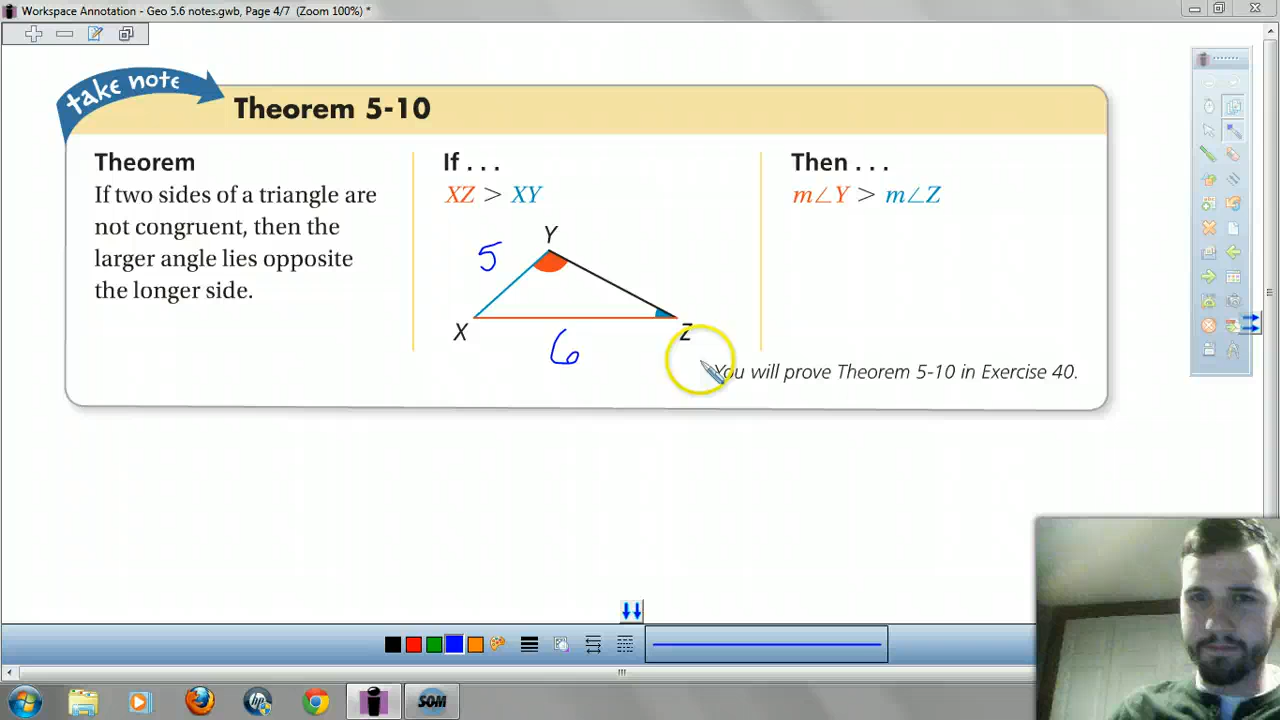 Workspace Annotation - Geo 5.6 notes.gwb, Page 4/7 (Zoom 100%) *
take note
Theorem 5-10
Theorem
If two sides of a triangle are
not congruent, then the
larger angle lies opposite
the longer side.
If . . .
XZ > XY
Y
5
X
Z
6
Then . . .
m∠Y > m∠Z
You will prove Theorem 5-10 in Exercise 40.
hp
SOM